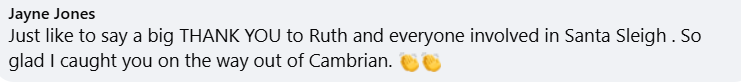 Jayne Jones
Just like to say a big THANK YOU to Ruth and everyone involved in Santa Sleigh . So
glad I caught you on the way out of Cambrian. 👏👏